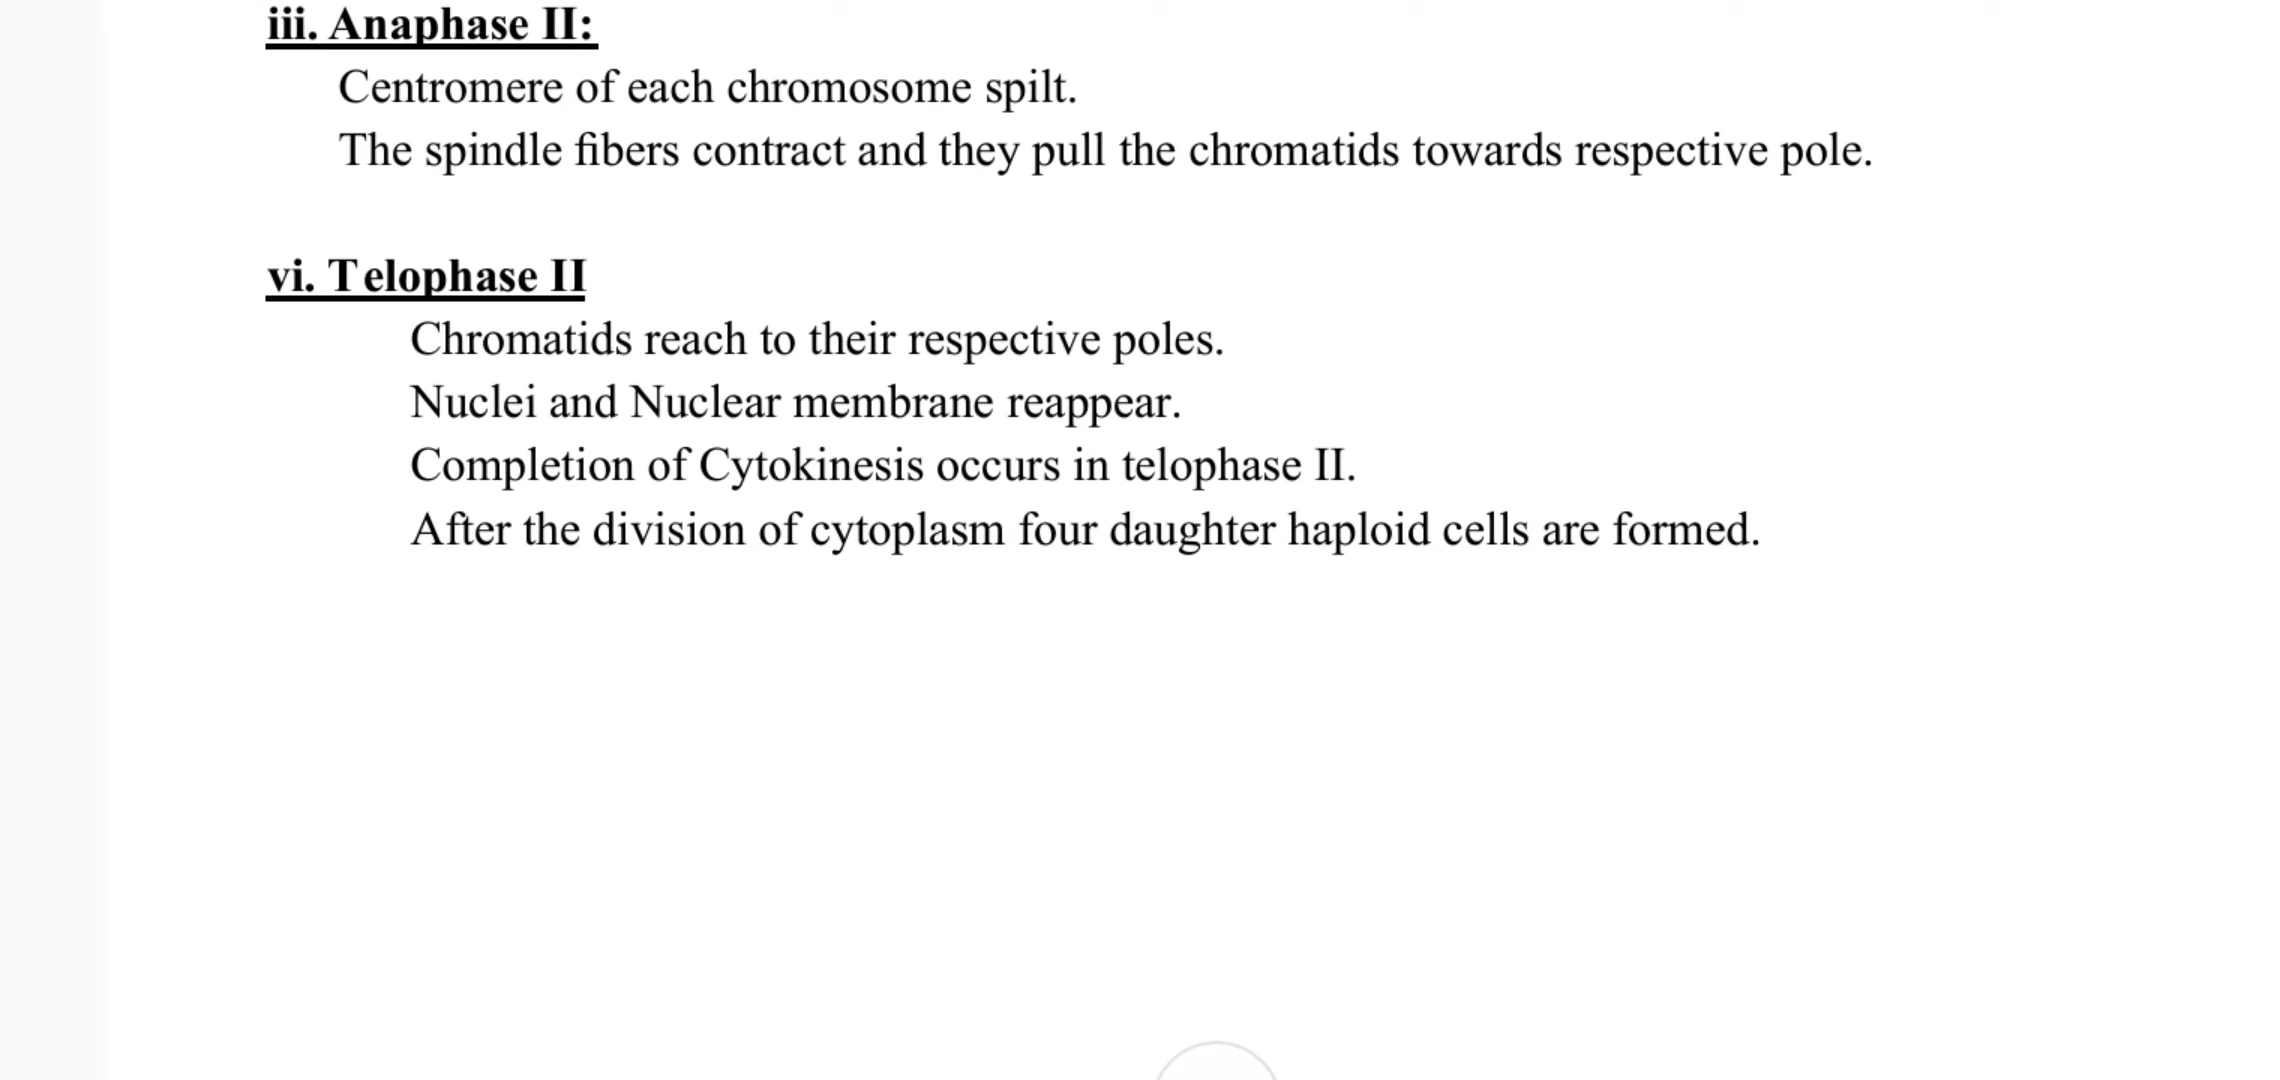 iii. Anaphase II:
Centromere of each chromosome spilt.
The spindle fibers contract and they pull the chromatids towards respective pole.
vi. Telophase II
Chromatids reach to their respective poles.
Nuclei and Nuclear membrane reappear.
Completion of Cytokinesis occurs in telophase II.
After the division of cytoplasm four daughter haploid cells are formed.